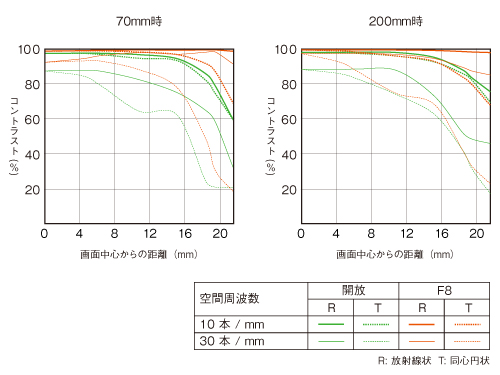 70mm時
200mm時
100
80
60
40
20
コントラスト (%)
0 4 8 12 16 20
画面中心からの距離 (mm)
100
80
60
40
20
コントラスト (%)
0 4 8 12 16 20
画面中心からの距離 (mm)
空間周波数 開放 F8
R T R T
10 本 / mm
30 本 / mm
R: 放射線状 T: 同心円状